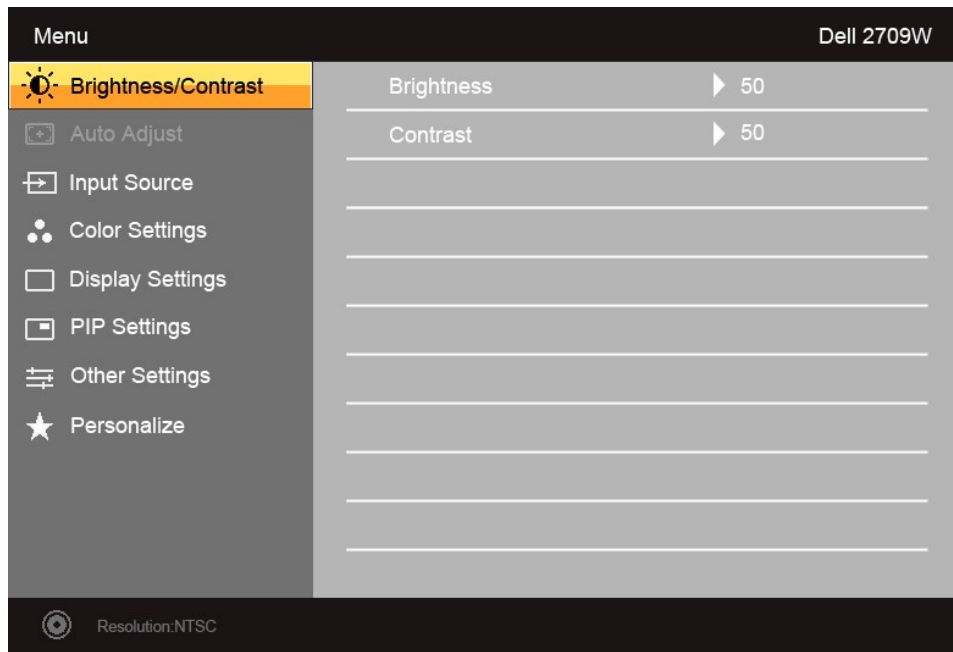 Menu Dell 2709W
Brightness/Contrast Brightness 50
Auto Adjust Contrast 50
Input Source
Color Settings
Display Settings
PIP Settings
Other Settings
Personalize
Resolution:NTSC